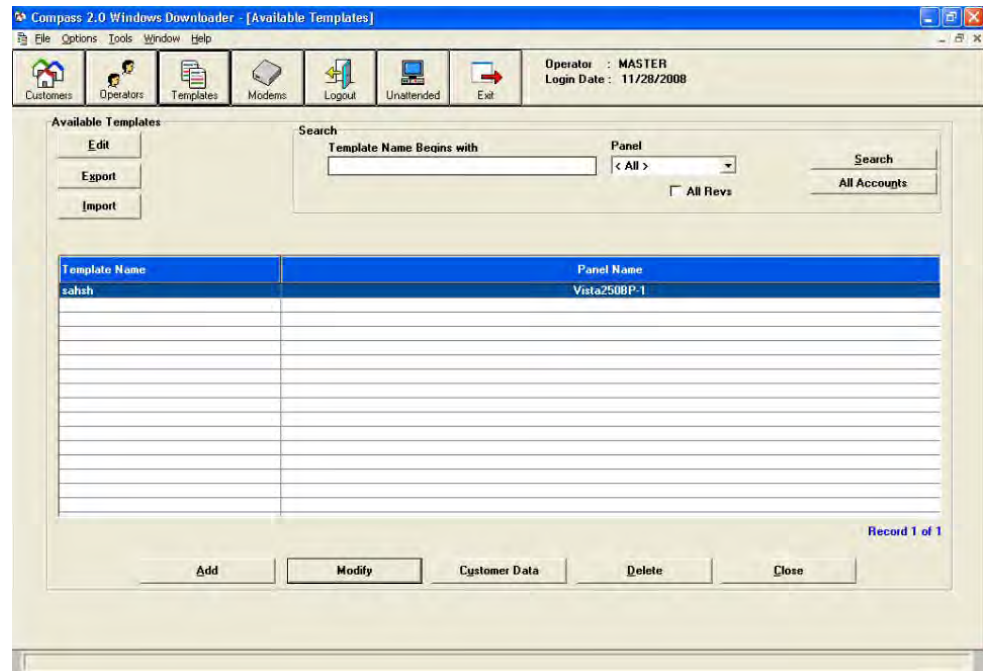 Compass 2.0 Windows Downloader - [Available Templates]
File Options Tools Window Help
Customers Operators Templates Modems Logout Unattended Exit
Operator : MASTER
Login Date : 11/28/2008
Available Templates
Edit
Export
Import
Search
Template Name Begins with
Panel
< All >
All Revs
Search
All Accounts
Template Name Panel Name
sahsh Vista250BP-1
Record 1 of 1
Add Modify Customer Data Delete Close